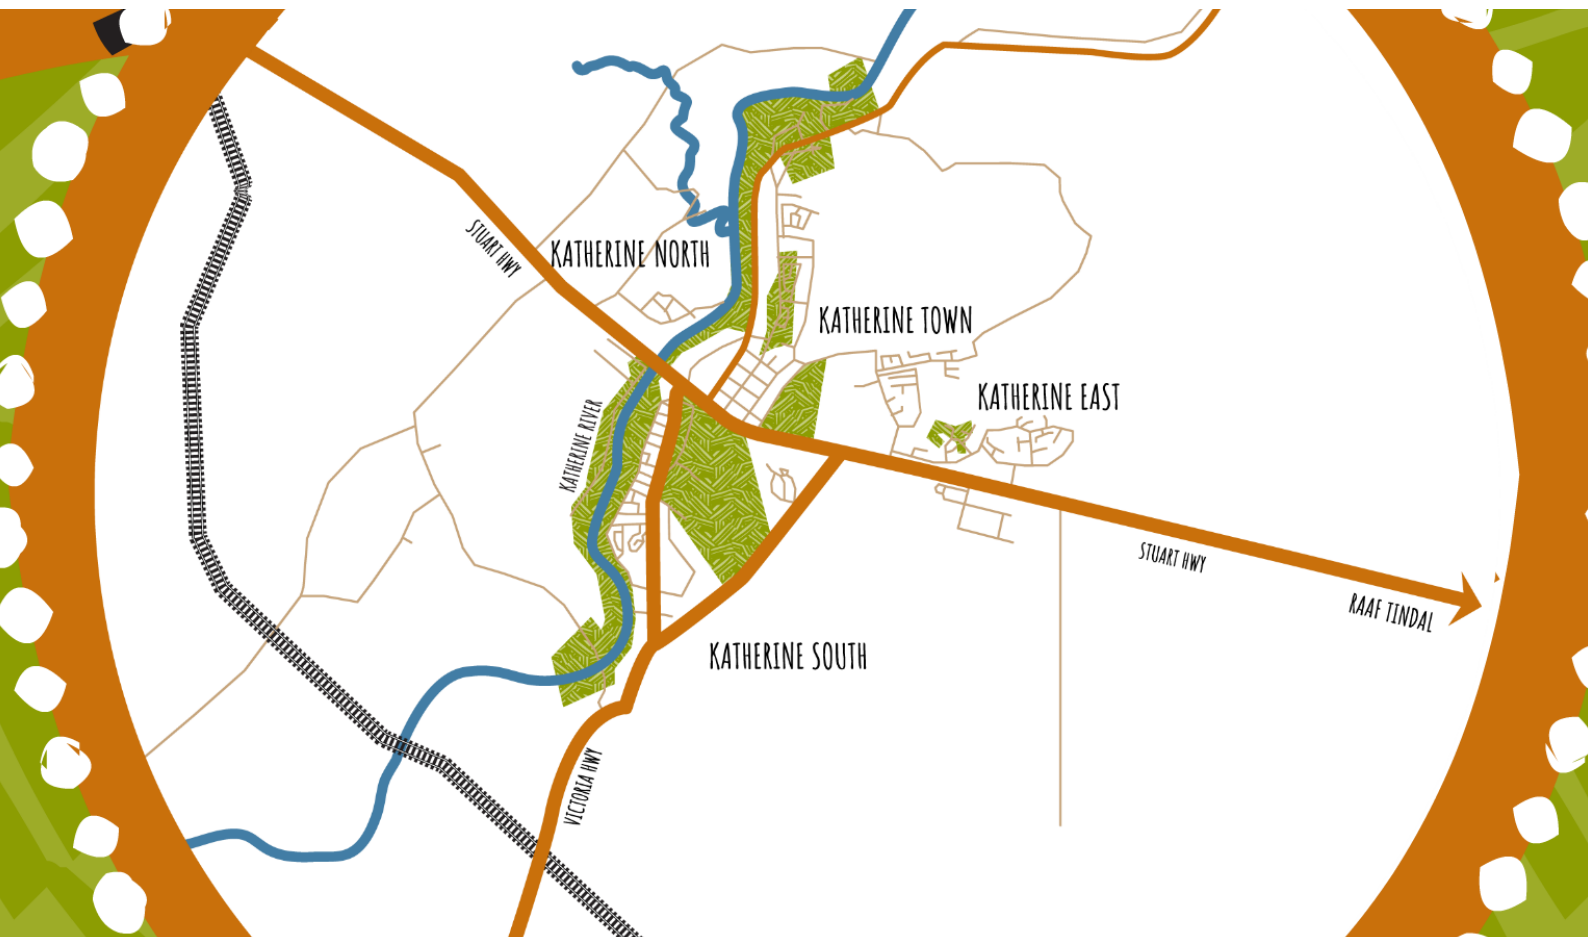 STUART HWY
KATHERINE NORTH
KATHERINE TOWN
KATHERINE EAST
KATHERINE RIVER
STUART HWY
RAAF TINDAL
KATHERINE SOUTH
VICTORIA HWY